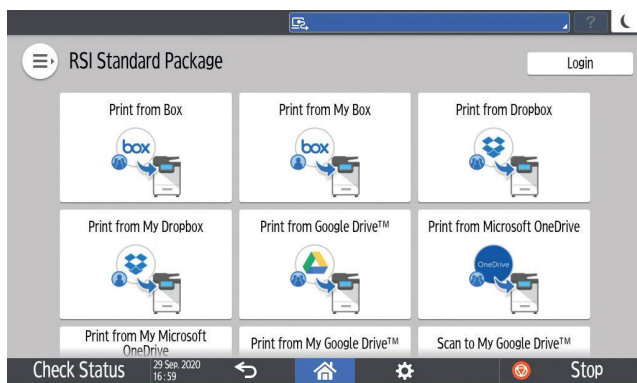 ?
RSI Standard Package
Login
Print from Box
Print from My Box
Print from Dropbox
box
box
Print from My Dropbox
Print from Google Drive™
Print from Microsoft OneDrive
OneDrive
Print from My Microsoft
OneDrive
Print from My Google Drive™
Scan to My Google Drive™
Check Status
29 Sep. 2020
16:59
Stop